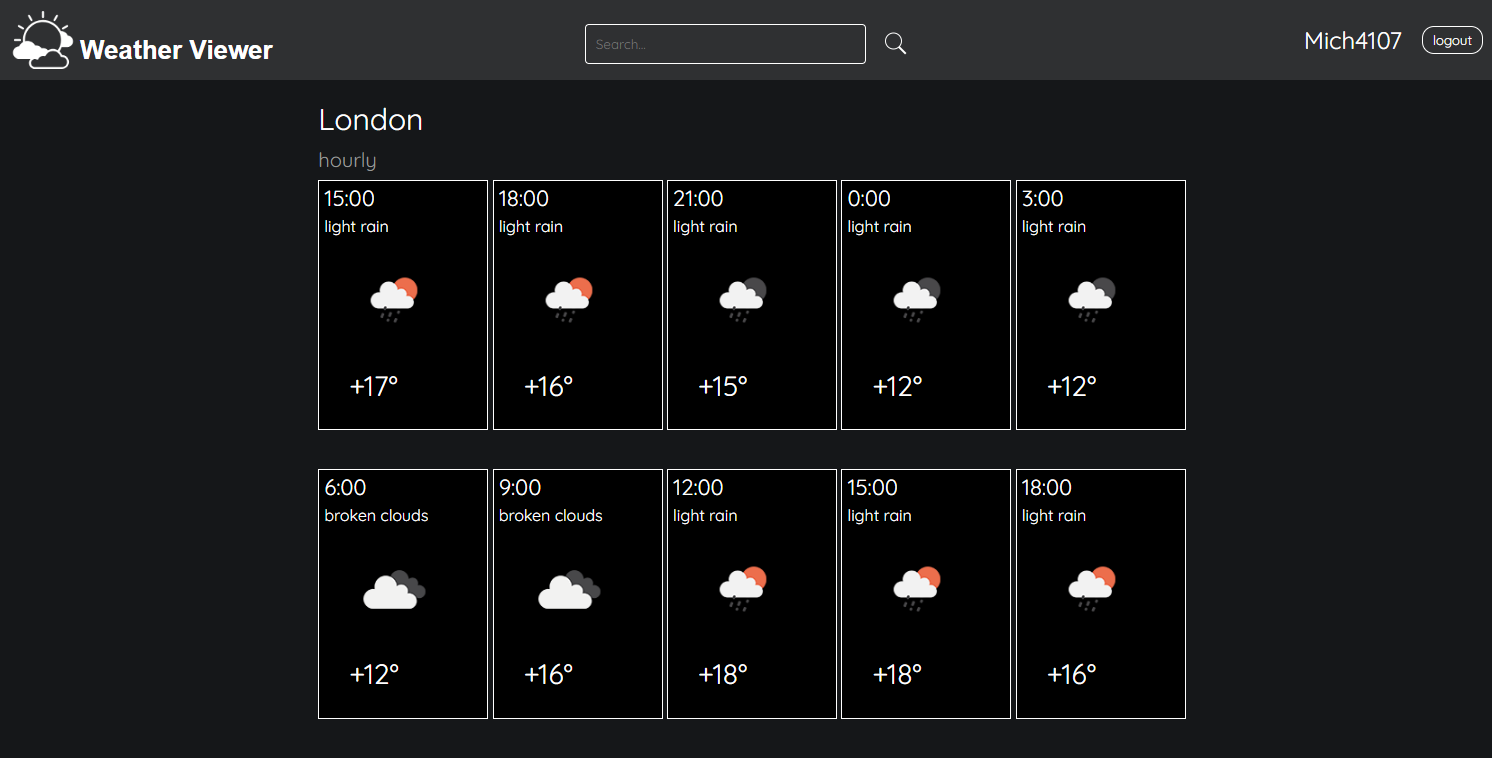 Weather Viewer
Search...
Mich4107
logout
London
hourly
15:00
light rain
+17°
18:00
light rain
+16°
21:00
light rain
+15°
0:00
light rain
+12°
3:00
light rain
+12°
6:00
broken clouds
+12°
9:00
broken clouds
+16°
12:00
light rain
+18°
15:00
light rain
+18°
18:00
light rain
+16°